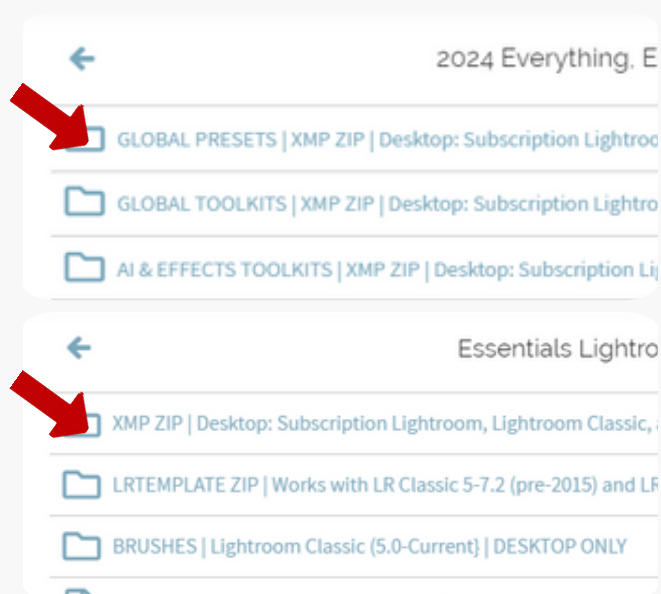 2024 Everything, E
GLOBAL PRESETS | XMP ZIP | Desktop: Subscription Lightroo
GLOBAL TOOLKITS | XMP ZIP | Desktop: Subscription Lightro
AI & EFFECTS TOOLKITS | XMP ZIP | Desktop: Subscription Li
Essentials Lightro
XMP ZIP | Desktop: Subscription Lightroom, Lightroom Classic,
LRTEMPLATE ZIP | Works with LR Classic 5-7.2 (pre-2015) and LR
BRUSHES | Lightroom Classic (5.0-Current} | DESKTOP ONLY